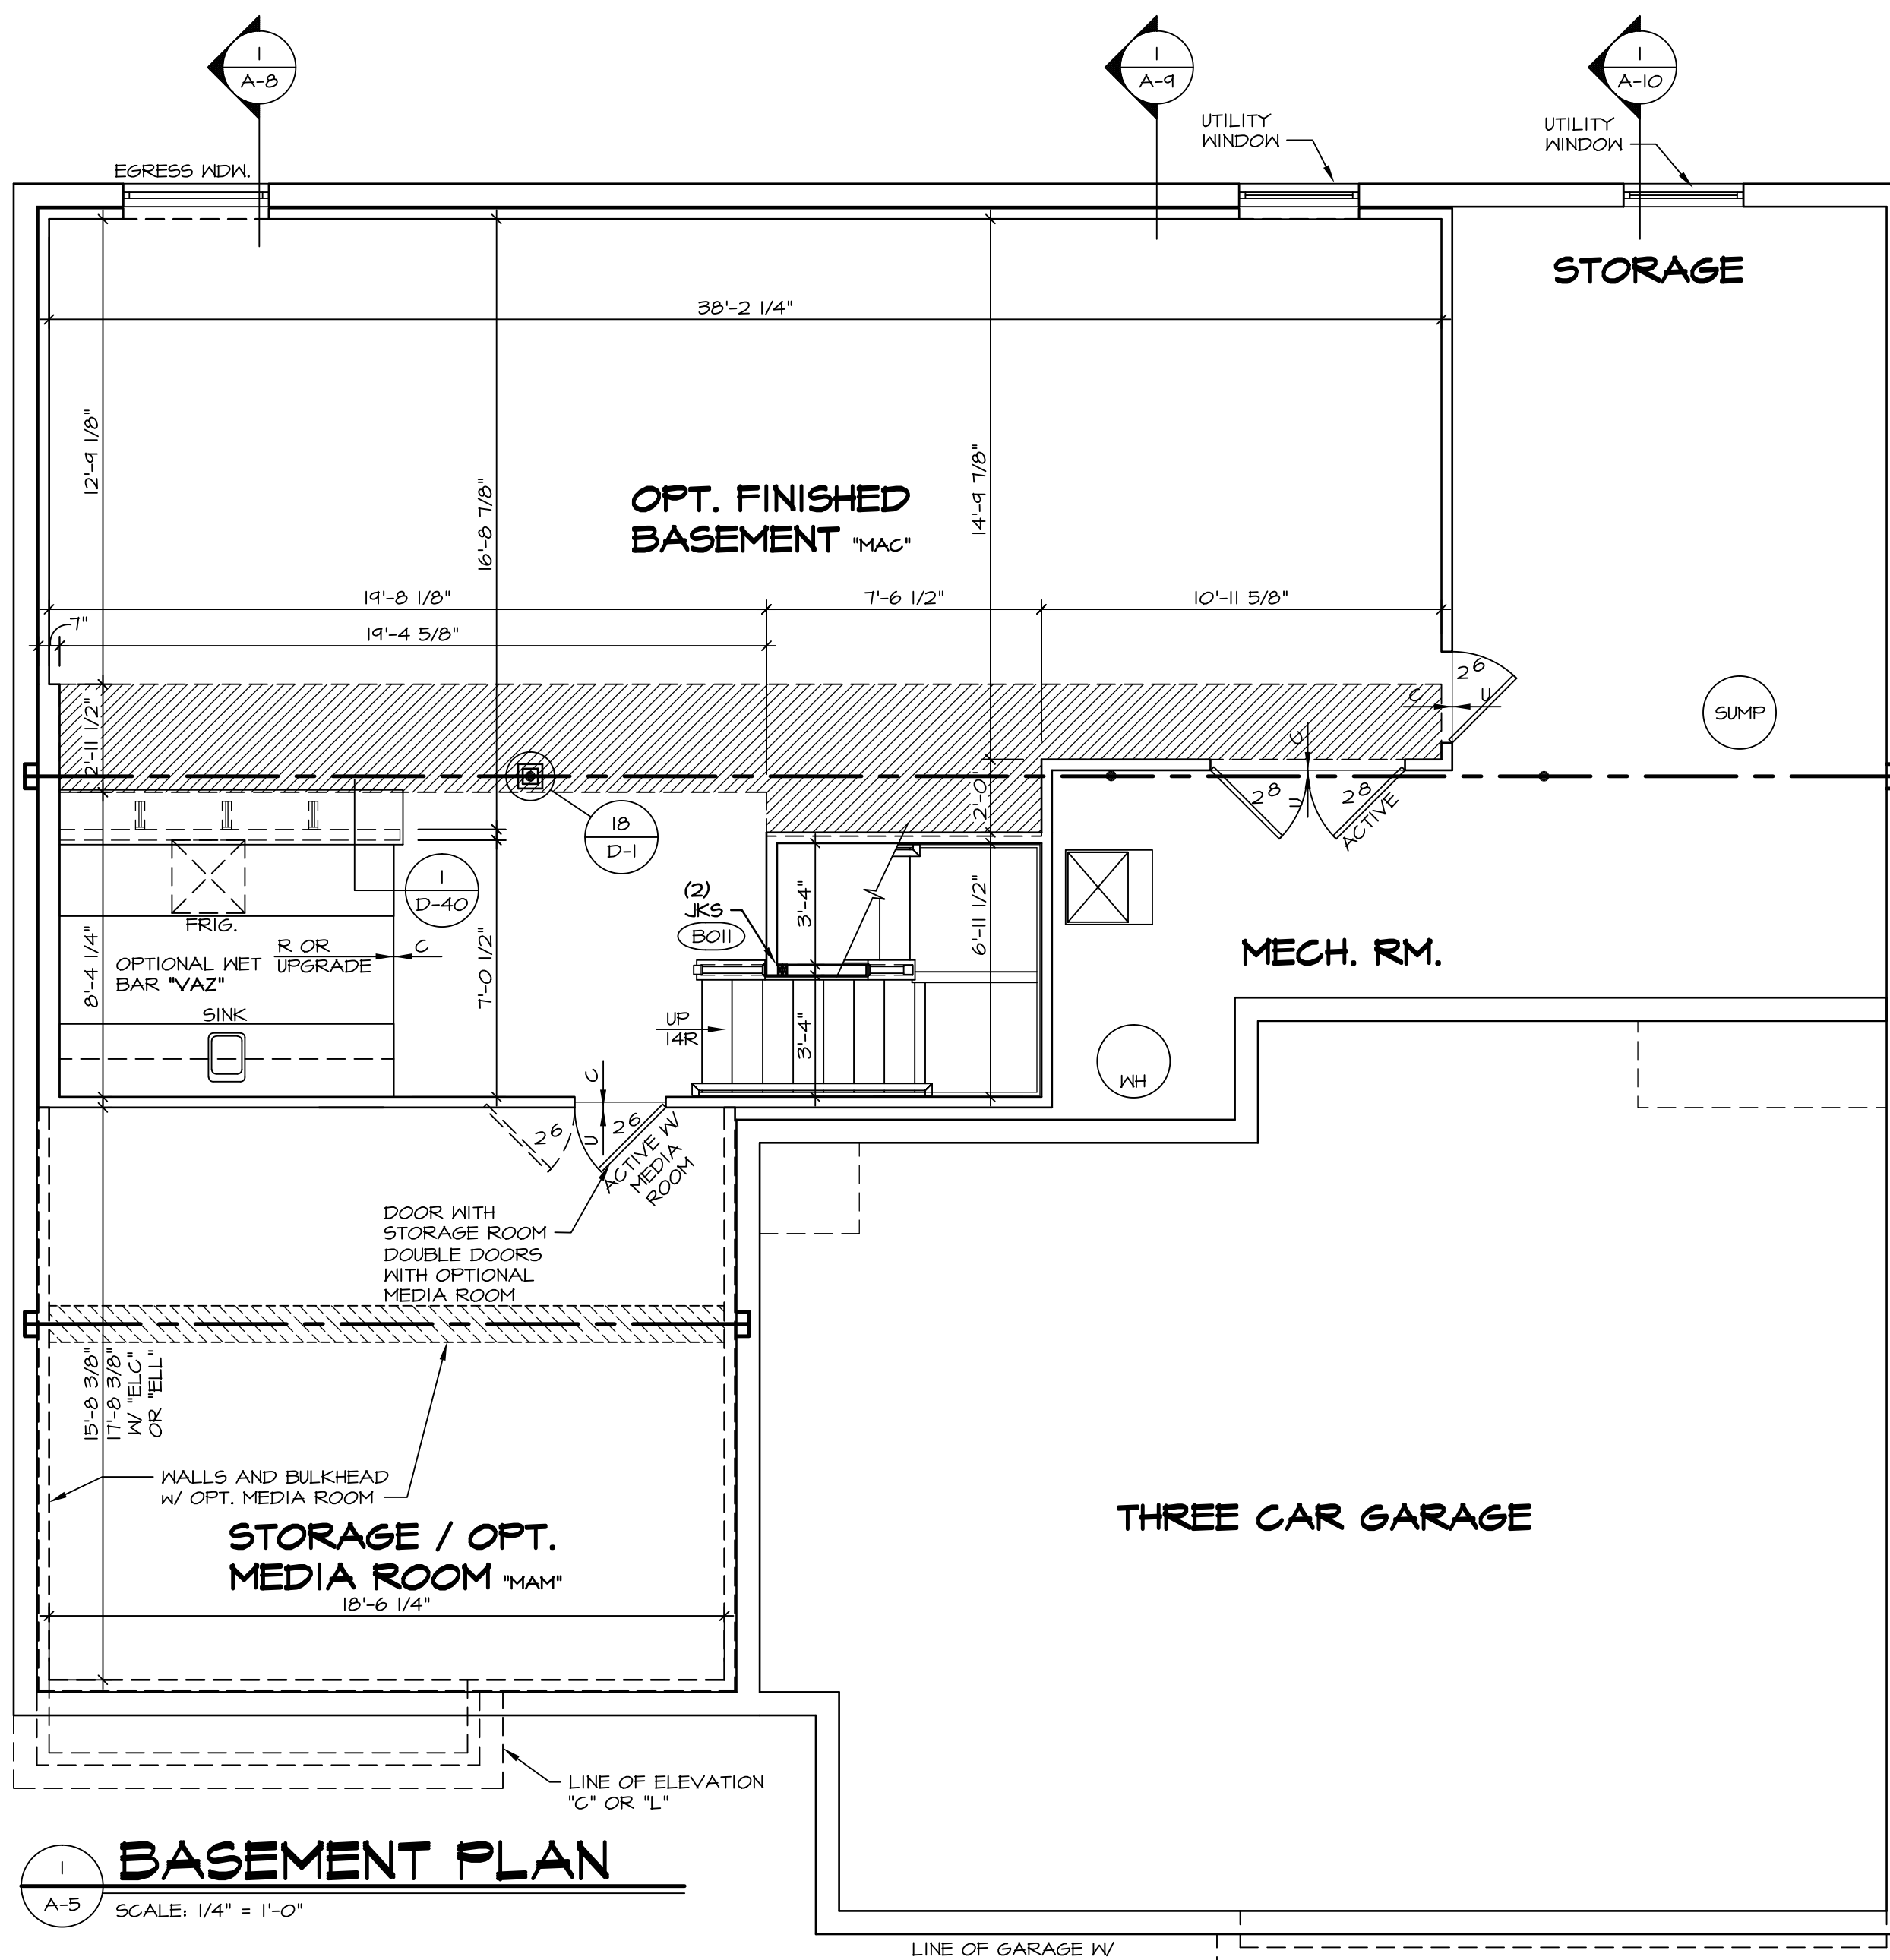 1
A-8
1
A-9
1
A-10
UTILITY
WINDOW
UTILITY
WINDOW
EGRESS WDW.
STORAGE
38'-2 1/4"
12'-9 1/8"
16'-8 7/8"
14'-9 7/8"
OPT. FINISHED
BASEMENT "MAC"
19'-8 1/8"
7'-6 1/2"
10'-11 5/8"
7"
19'-4 5/8"
26
C
U
SUMP
2'-11 1/2"
2'-0"
C
28
U
28
ACTIVE
18
D-1
1
D-40
(2)
JKS
B011
3'-4"
6'-11 1/2"
FRIG.
R OR
UPGRADE
C
OPTIONAL WET
BAR "VAZ"
8'-4 1/4"
7'-0 1/2"
MECH. RM.
SINK
UP
14R
3'-4"
WH
C
26
U
26
ACTIVE W/
MEDIA
ROOM
DOOR WITH
STORAGE ROOM
DOUBLE DOORS
WITH OPTIONAL
MEDIA ROOM
15'-8 3/8"
17'-8 3/8"
W/ "ELC"
OR "ELL"
WALLS AND BULKHEAD
W/ OPT. MEDIA ROOM
THREE CAR GARAGE
STORAGE / OPT.
MEDIA ROOM "MAM"
18'-6 1/4"
LINE OF ELEVATION
"C" OR "L"
1
A-5
BASEMENT PLAN
SCALE: 1/4" = 1'-0"
LINE OF GARAGE W/